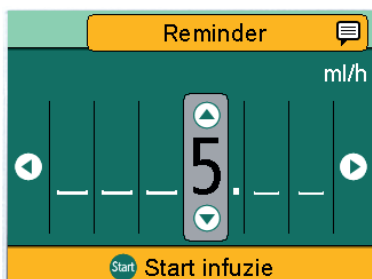 Reminder
ml/h
_ _ _ 5 . _ _
Start Start infuzie